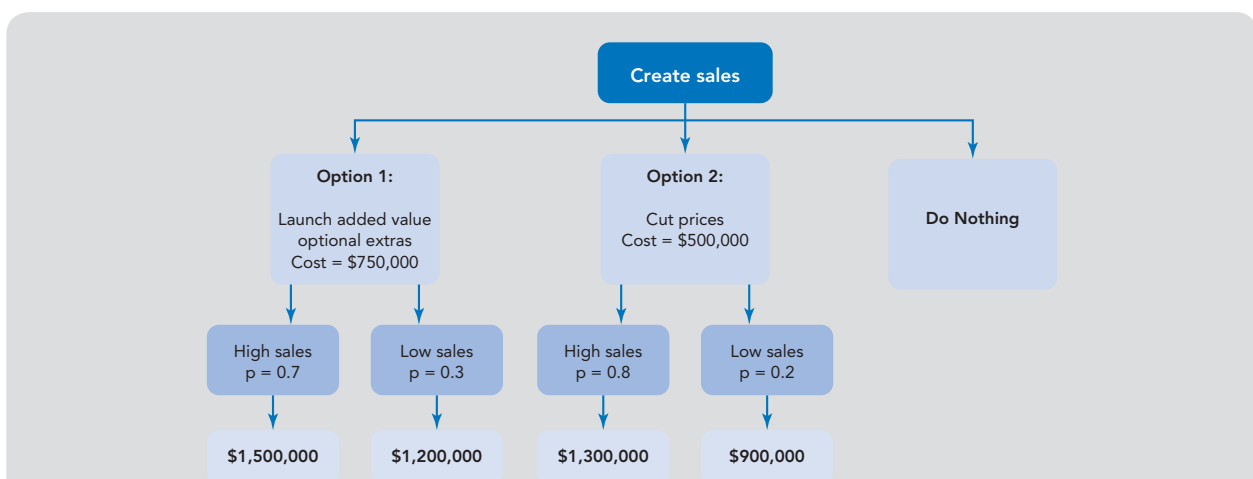 Create sales
Option 1:
Launch added value
optional extras
Cost = $750,000
Option 2:
Cut prices
Cost = $500,000
Do Nothing
High sales
p = 0.7
Low sales
p = 0.3
High sales
p = 0.8
Low sales
p = 0.2
$1,500,000
$1,200,000
$1,300,000
$900,000